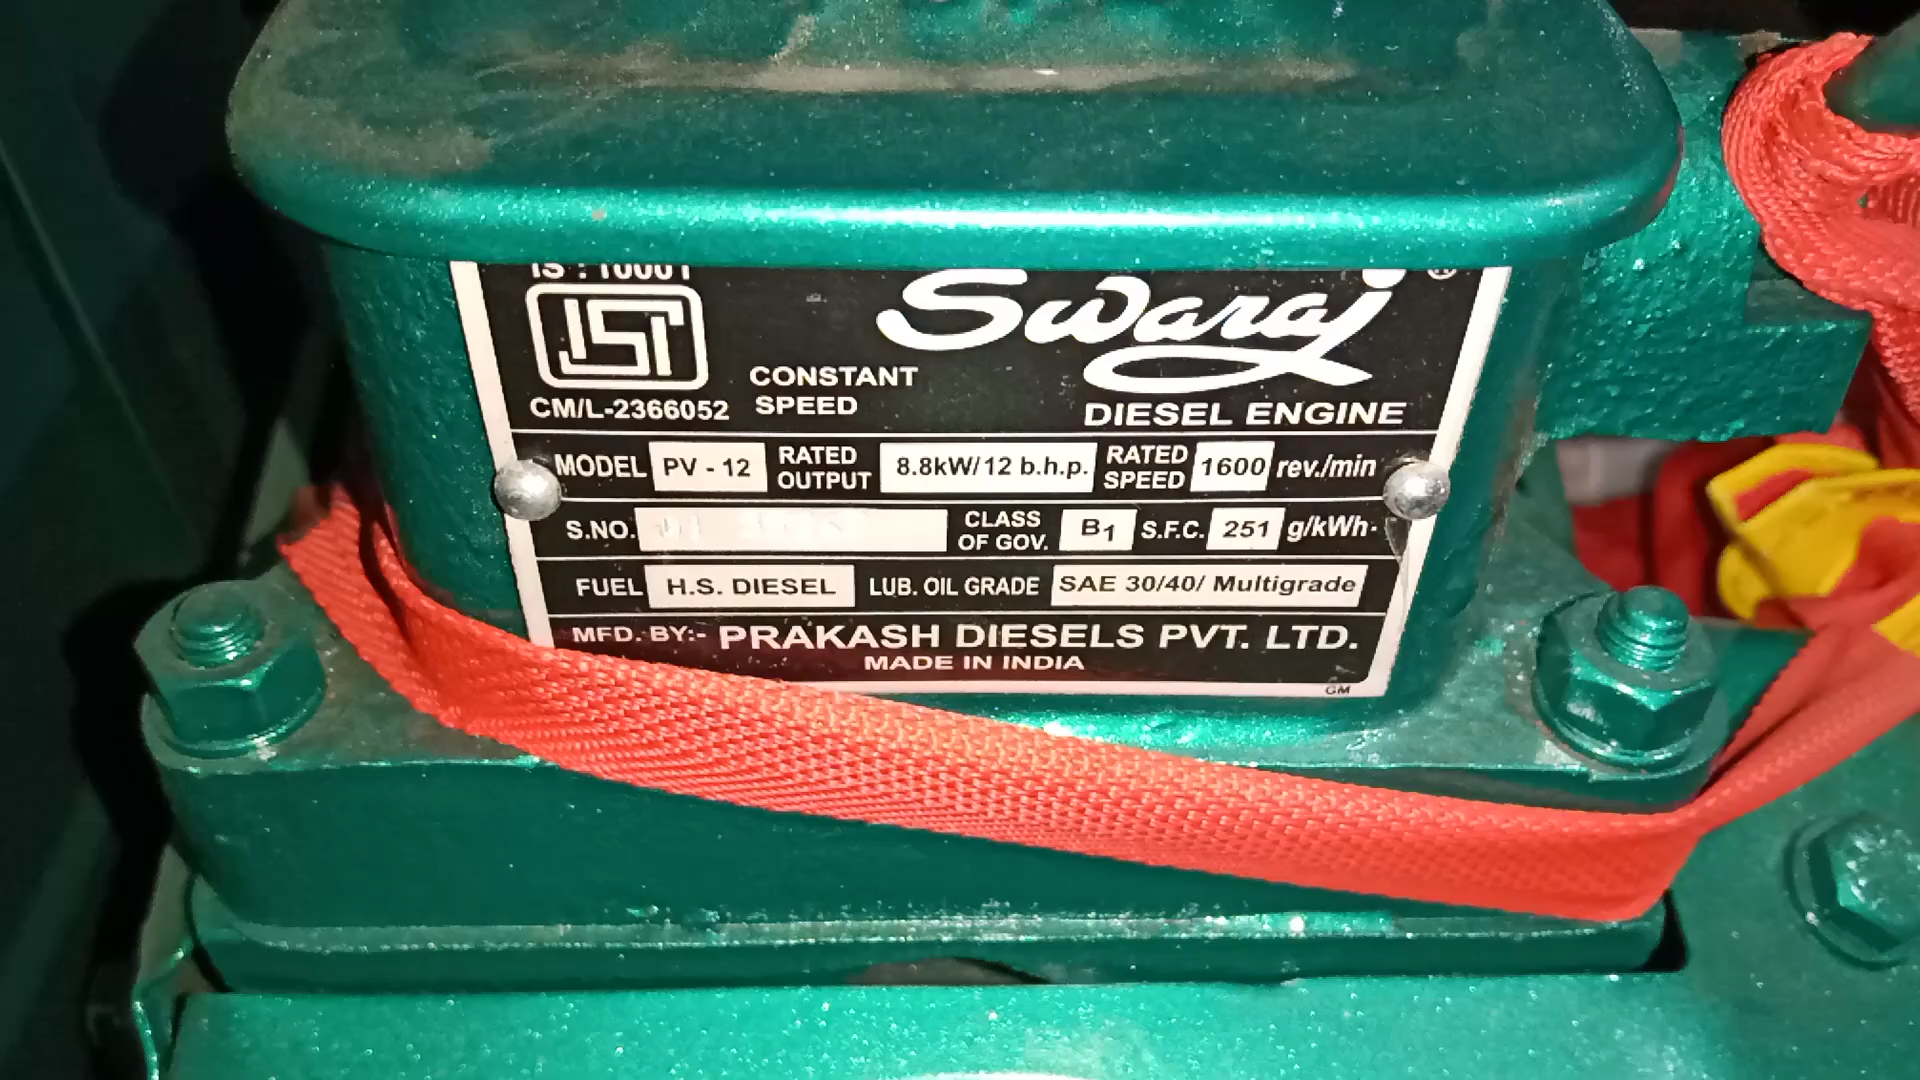 IS : 10001
ISI
CM/L-2366052
CONSTANT
SPEED
Swaraj ®
DIESEL ENGINE
MODEL PV - 12 RATED OUTPUT 8.8kW/12 b.h.p. RATED SPEED 1600 rev./min
S.NO. CLASS OF GOV. B1 S.F.C. 251 g/kWh.
FUEL H.S. DIESEL LUB. OIL GRADE SAE 30/40/ Multigrade
MFD. BY:- PRAKASH DIESELS PVT. LTD.
MADE IN INDIA
GM